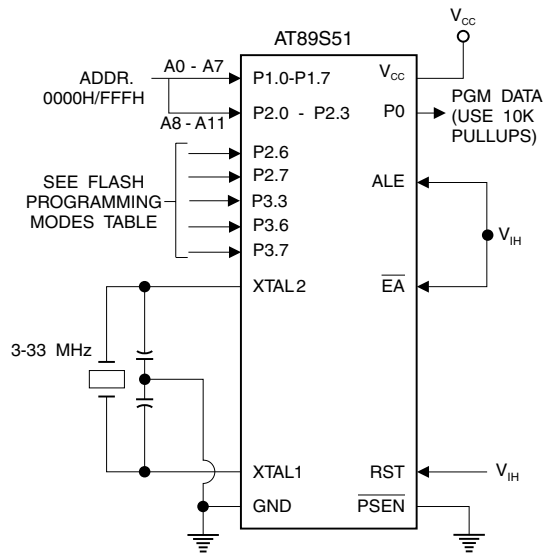 AT89S51
VCC
ADDR.
0000H/FFFH
A0 - A7
A8 - A11
P1.0-P1.7
VCC
P2.0 - P2.3
P0
PGM DATA
(USE 10K
PULLUPS)
P2.6
P2.7
SEE FLASH
PROGRAMMING
MODES TABLE
P3.3
P3.6
P3.7
ALE
VIH
EA
XTAL2
3-33 MHz
XTAL1
RST
VIH
GND
PSEN